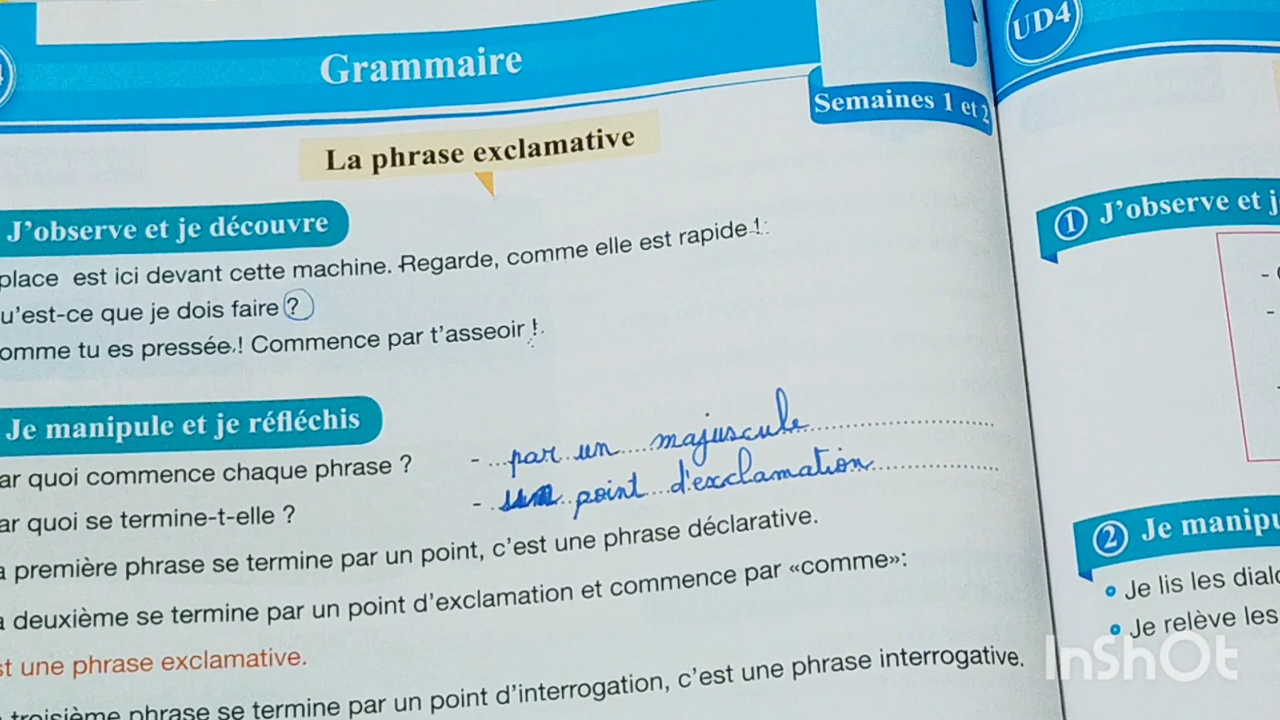 Grammaire
UD4
Semaines 1 et 2
La phrase exclamative
J'observe et je découvre
place est ici devant cette machine. Regarde, comme elle est rapide !
u'est-ce que je dois faire ?
omme tu es pressée ! Commence par t'asseoir !
Je manipule et je réfléchis
ar quoi commence chaque phrase ? - par un majuscule
ar quoi se termine-t-elle ? - point d'exclamation
a première phrase se termine par un point, c'est une phrase déclarative.
a deuxième se termine par un point d'exclamation et commence par «comme»:
st une phrase exclamative.
troisième phrase se termine par un point d'interrogation, c'est une phrase interrogative.
1 J'observe et j
2 Je manipu
Je lis les dial
Je relève les
InShOt